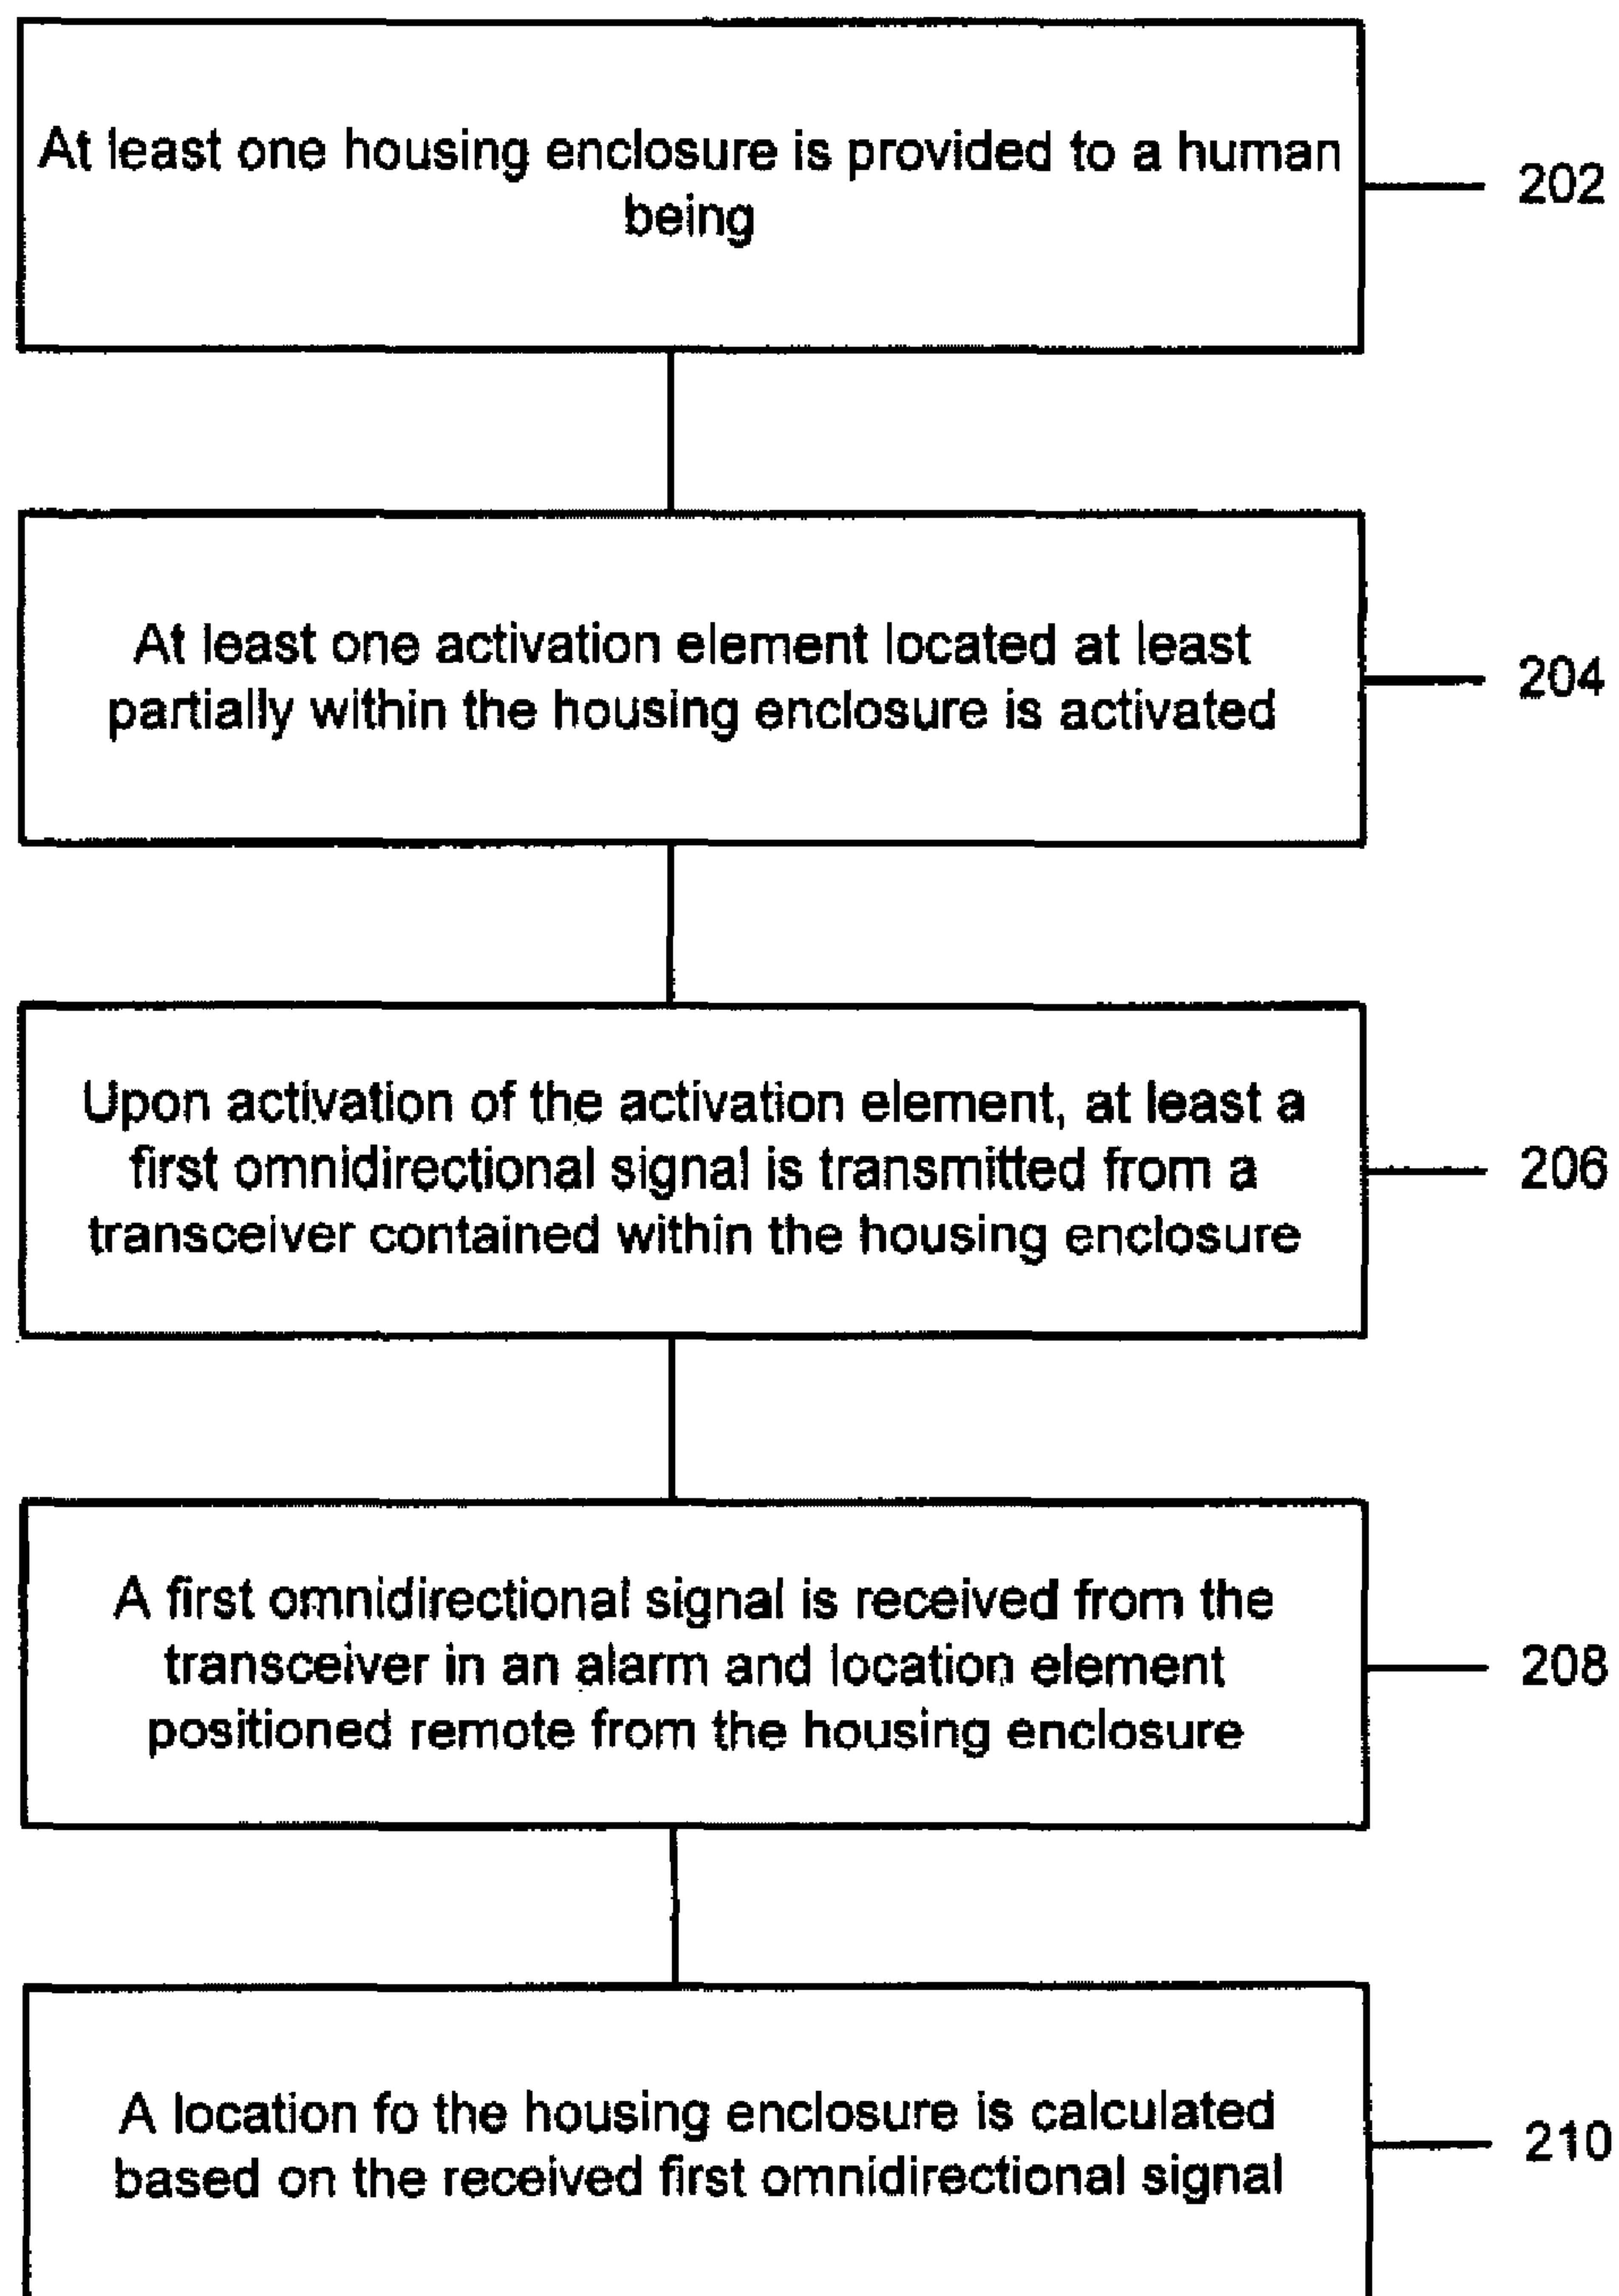 At least one housing enclosure is provided to a human
being
202
At least one activation element located at least
partially within the housing enclosure is activated
204
Upon activation of the activation element, at least a
first omnidirectional signal is transmitted from a
transceiver contained within the housing enclosure
206
A first omnidirectional signal is received from the
transceiver in an alarm and location element
positioned remote from the housing enclosure
208
A location fo the housing enclosure is calculated
based on the received first omnidirectional signal
210